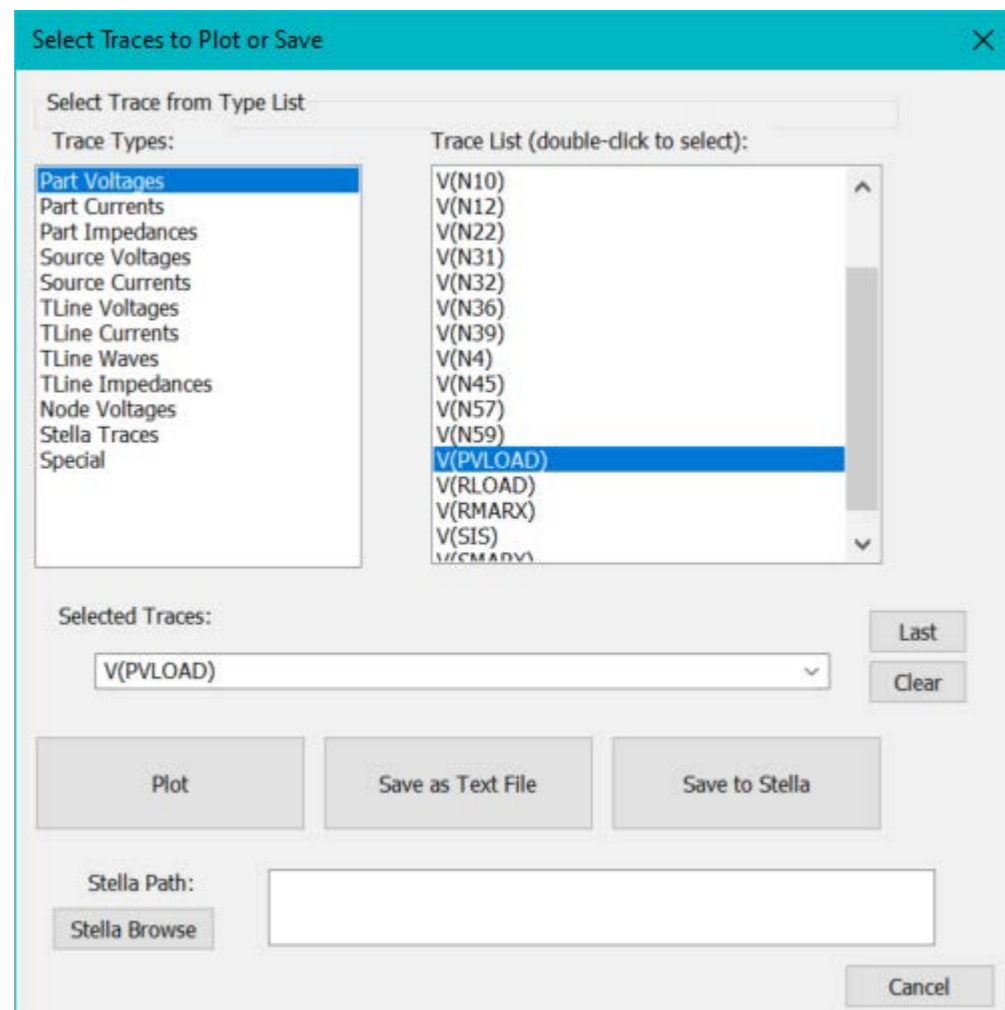 Select Traces to Plot or Save
Select Trace from Type List
Trace Types:
Part Voltages
Part Currents
Part Impedances
Source Voltages
Source Currents
TLine Voltages
TLine Currents
TLine Waves
TLine Impedances
Node Voltages
Stella Traces
Special
Trace List (double-click to select):
V(N10)
V(N12)
V(N22)
V(N31)
V(N32)
V(N36)
V(N39)
V(N4)
V(N45)
V(N57)
V(N59)
V(PVLOAD)
V(RLOAD)
V(RMARX)
V(SIS)
V(SMARX)
Selected Traces:
V(PVLOAD)
Last
Clear
Plot
Save as Text File
Save to Stella
Stella Path:
Stella Browse
Cancel